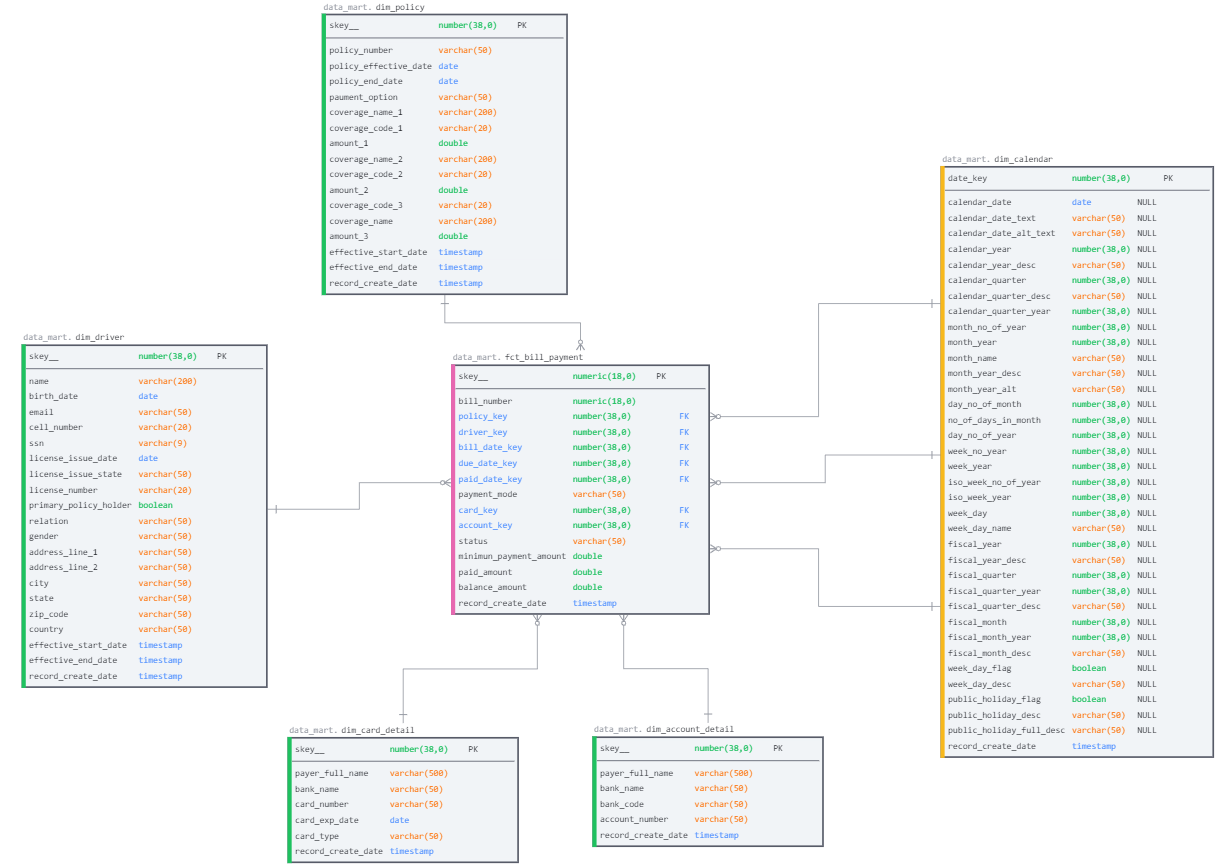 data_mart. dim_policy
skey__ number(38,0) PK
policy_number varchar(50)
policy_effective_date date
policy_end_date date
paument_option varchar(50)
coverage_name_1 varchar(200)
coverage_code_1 varchar(20)
amount_1 double
coverage_name_2 varchar(200)
coverage_code_2 varchar(20)
amount_2 double
coverage_code_3 varchar(20)
coverage_name varchar(200)
amount_3 double
effective_start_date timestamp
effective_end_date timestamp
record_create_date timestamp
data_mart. dim_driver
skey__ number(38,0) PK
name varchar(200)
birth_date date
email varchar(50)
cell_number varchar(20)
ssn varchar(9)
license_issue_date date
license_issue_state varchar(50)
license_number varchar(20)
primary_policy_holder boolean
relation varchar(50)
gender varchar(50)
address_line_1 varchar(50)
address_line_2 varchar(50)
city varchar(50)
state varchar(50)
zip_code varchar(50)
country varchar(50)
effective_start_date timestamp
effective_end_date timestamp
record_create_date timestamp
data_mart. fct_bill_payment
skey__ numeric(18,0) PK
bill_number numeric(18,0)
policy_key number(38,0) FK
driver_key number(38,0) FK
bill_date_key number(38,0) FK
due_date_key number(38,0) FK
paid_date_key number(38,0) FK
payment_mode varchar(50)
card_key number(38,0) FK
account_key number(38,0) FK
status varchar(50)
minimun_payment_amount double
paid_amount double
balance_amount double
record_create_date timestamp
data_mart. dim_calendar
date_key number(38,0) PK
calendar_date date NULL
calendar_date_text varchar(50) NULL
calendar_date_alt_text varchar(50) NULL
calendar_year number(38,0) NULL
calendar_year_desc varchar(50) NULL
calendar_quarter number(38,0) NULL
calendar_quarter_desc varchar(50) NULL
calendar_quarter_year number(38,0) NULL
month_no_of_year number(38,0) NULL
month_year number(38,0) NULL
month_name varchar(50) NULL
month_year_desc varchar(50) NULL
month_year_alt varchar(50) NULL
day_no_of_month number(38,0) NULL
no_of_days_in_month number(38,0) NULL
day_no_of_year number(38,0) NULL
week_no_year number(38,0) NULL
week_year number(38,0) NULL
iso_week_no_of_year number(38,0) NULL
iso_week_year number(38,0) NULL
week_day number(38,0) NULL
week_day_name varchar(50) NULL
fiscal_year number(38,0) NULL
fiscal_year_desc varchar(50) NULL
fiscal_quarter number(38,0) NULL
fiscal_quarter_year number(38,0) NULL
fiscal_quarter_desc varchar(50) NULL
fiscal_month number(38,0) NULL
fiscal_month_year number(38,0) NULL
fiscal_month_desc varchar(50) NULL
week_day_flag boolean NULL
week_day_desc varchar(50) NULL
public_holiday_flag boolean NULL
public_holiday_desc varchar(50) NULL
public_holiday_full_desc varchar(50) NULL
record_create_date timestamp
data_mart. dim_card_detail
skey__ number(38,0) PK
payer_full_name varchar(500)
bank_name varchar(50)
card_number varchar(50)
card_exp_date date
card_type varchar(50)
record_create_date timestamp
data_mart. dim_account_detail
skey__ number(38,0) PK
payer_full_name varchar(500)
bank_name varchar(50)
bank_code varchar(50)
account_number varchar(50)
record_create_date timestamp